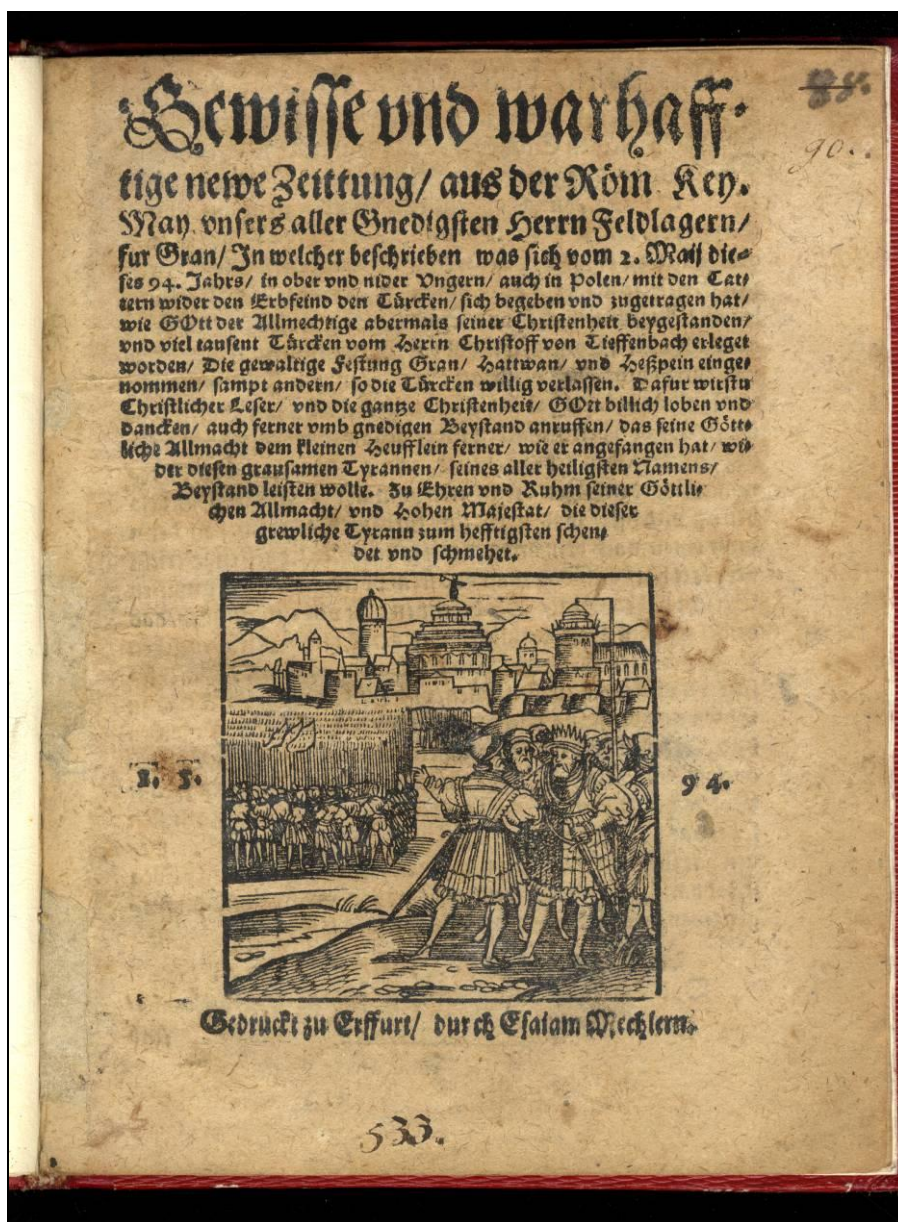 Gewisse vnd warhaff-
tige newe Zeittung/ aus der Röm Key.
May vnsers aller Gnedigsten Herrn Feldlagern/
fur Gran/ In welcher beschrieben was sich vom 2. Maij die-
ses 94. Jahrs/ in ober vnd nider Vngern/ auch in Polen/ mit den Tat-
tern wider den Erbfeind den Türcken/ sich begeben vnd zugetragen hat/
wie GOtt der Allmechtige abermals seiner Christenheit beygestanden/
vnd viel tausent Türcken vom Herrn Christoff von Tieffenbach erleget
worden/ Die gewaltige Festung Gran/ Hattwan/ vnd Heßpein einge-
nommen/ sampt andern/ so die Türcken willig verlassen. Dafur wirstu
Christlicher Leser/ vnd die gantze Christenheit/ GOtt billich loben vnd
dancken/ auch ferner vmb gnedigen Beystand anruffen/ das seine Gött-
liche Allmacht dem kleinen Heufflein ferner/ wie er angefangen hat/ wi-
der diesen grausamen Tyrannen/ seines aller heiligsten Namens/
Beystand leisten wolle. Zu Ehren vnd Ruhm seiner Göttli-
chen Allmacht/ vnd Hohen Majestat/ die dieser
grewliche Tyrann zum hefftigsten schen-
det vnd schmehet.
1. 5. 94.
Gedruckt zu Erffurt/ durch Esaiam Mechlern.
90.
533.